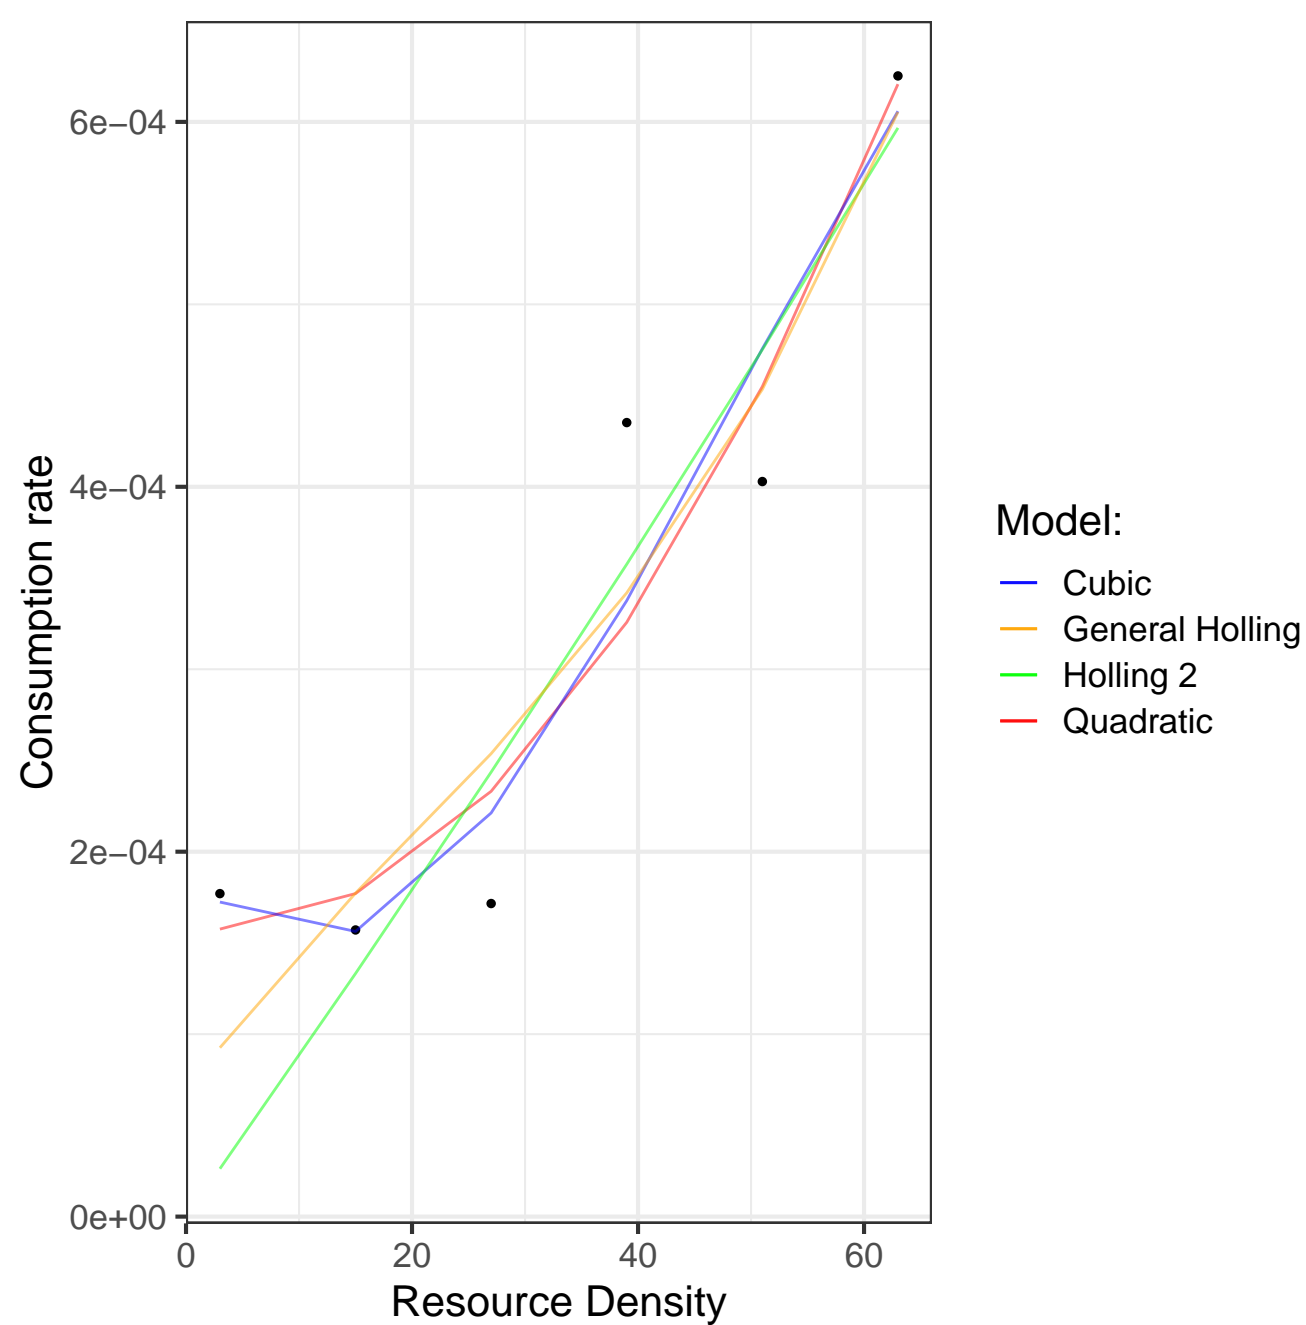 6e−04
4e−04
2e−04
0e+00
0
20
40
60
Resource Density
Consumption rate
Model:
Cubic
General Holling
Holling 2
Quadratic